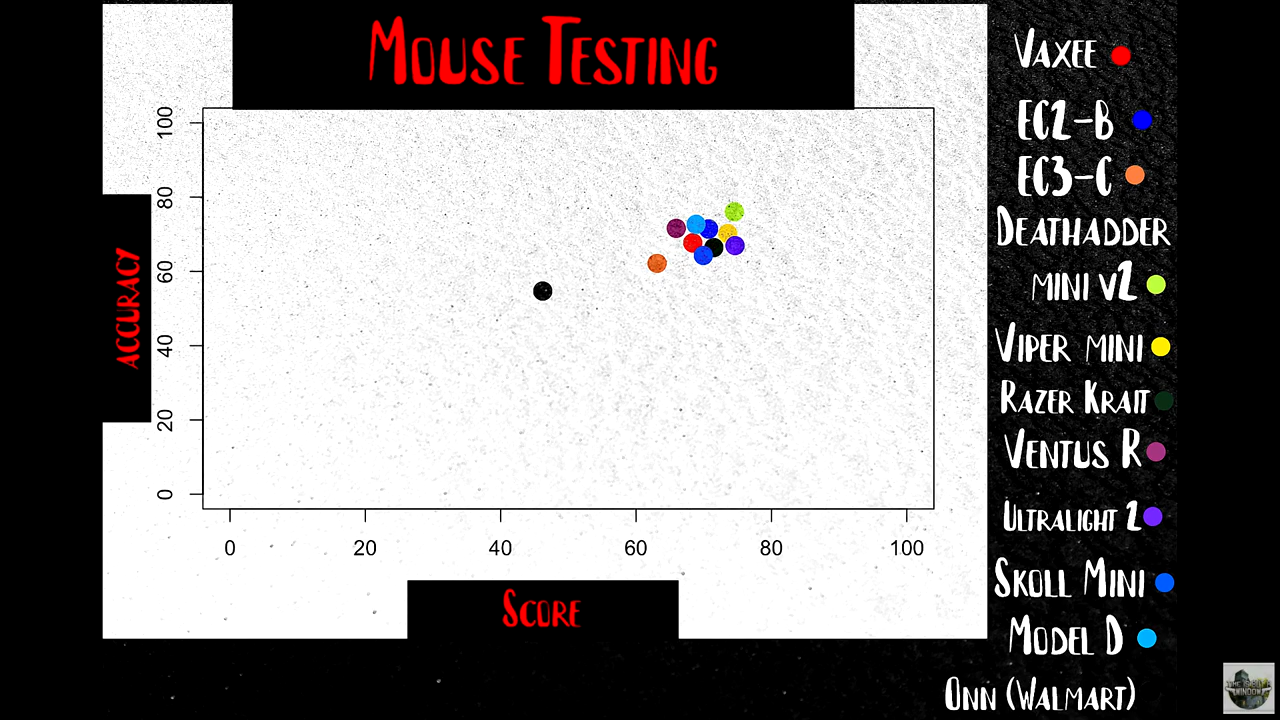 Mouse Testing
Vaxee
EC2-B
EC3-C
Deathadder
mini v2
Viper mini
Razer Krait
Ventus R
Ultralight 2
Skoll Mini
Model D
Onn (Walmart)
Accuracy
100
80
60
40
20
0
0 20 40 60 80 100
Score
WINDOW